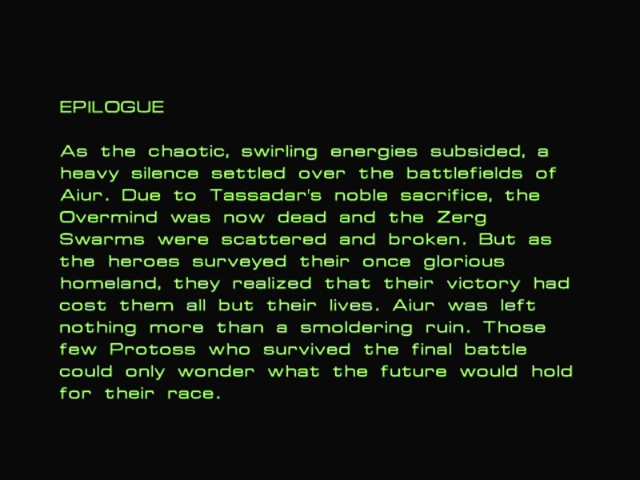 EPILOGUE
As the chaotic, swirling energies subsided, a
heavy silence settled over the battlefields of
Aiur. Due to Tassadar's noble sacrifice, the
Overmind was now dead and the Zerg
Swarms were scattered and broken. But as
the heroes surveyed their once glorious
homeland, they realized that their victory had
cost them all but their lives. Aiur was left
nothing more than a smoldering ruin. Those
few Protoss who survived the final battle
could only wonder what the future would hold
for their race.